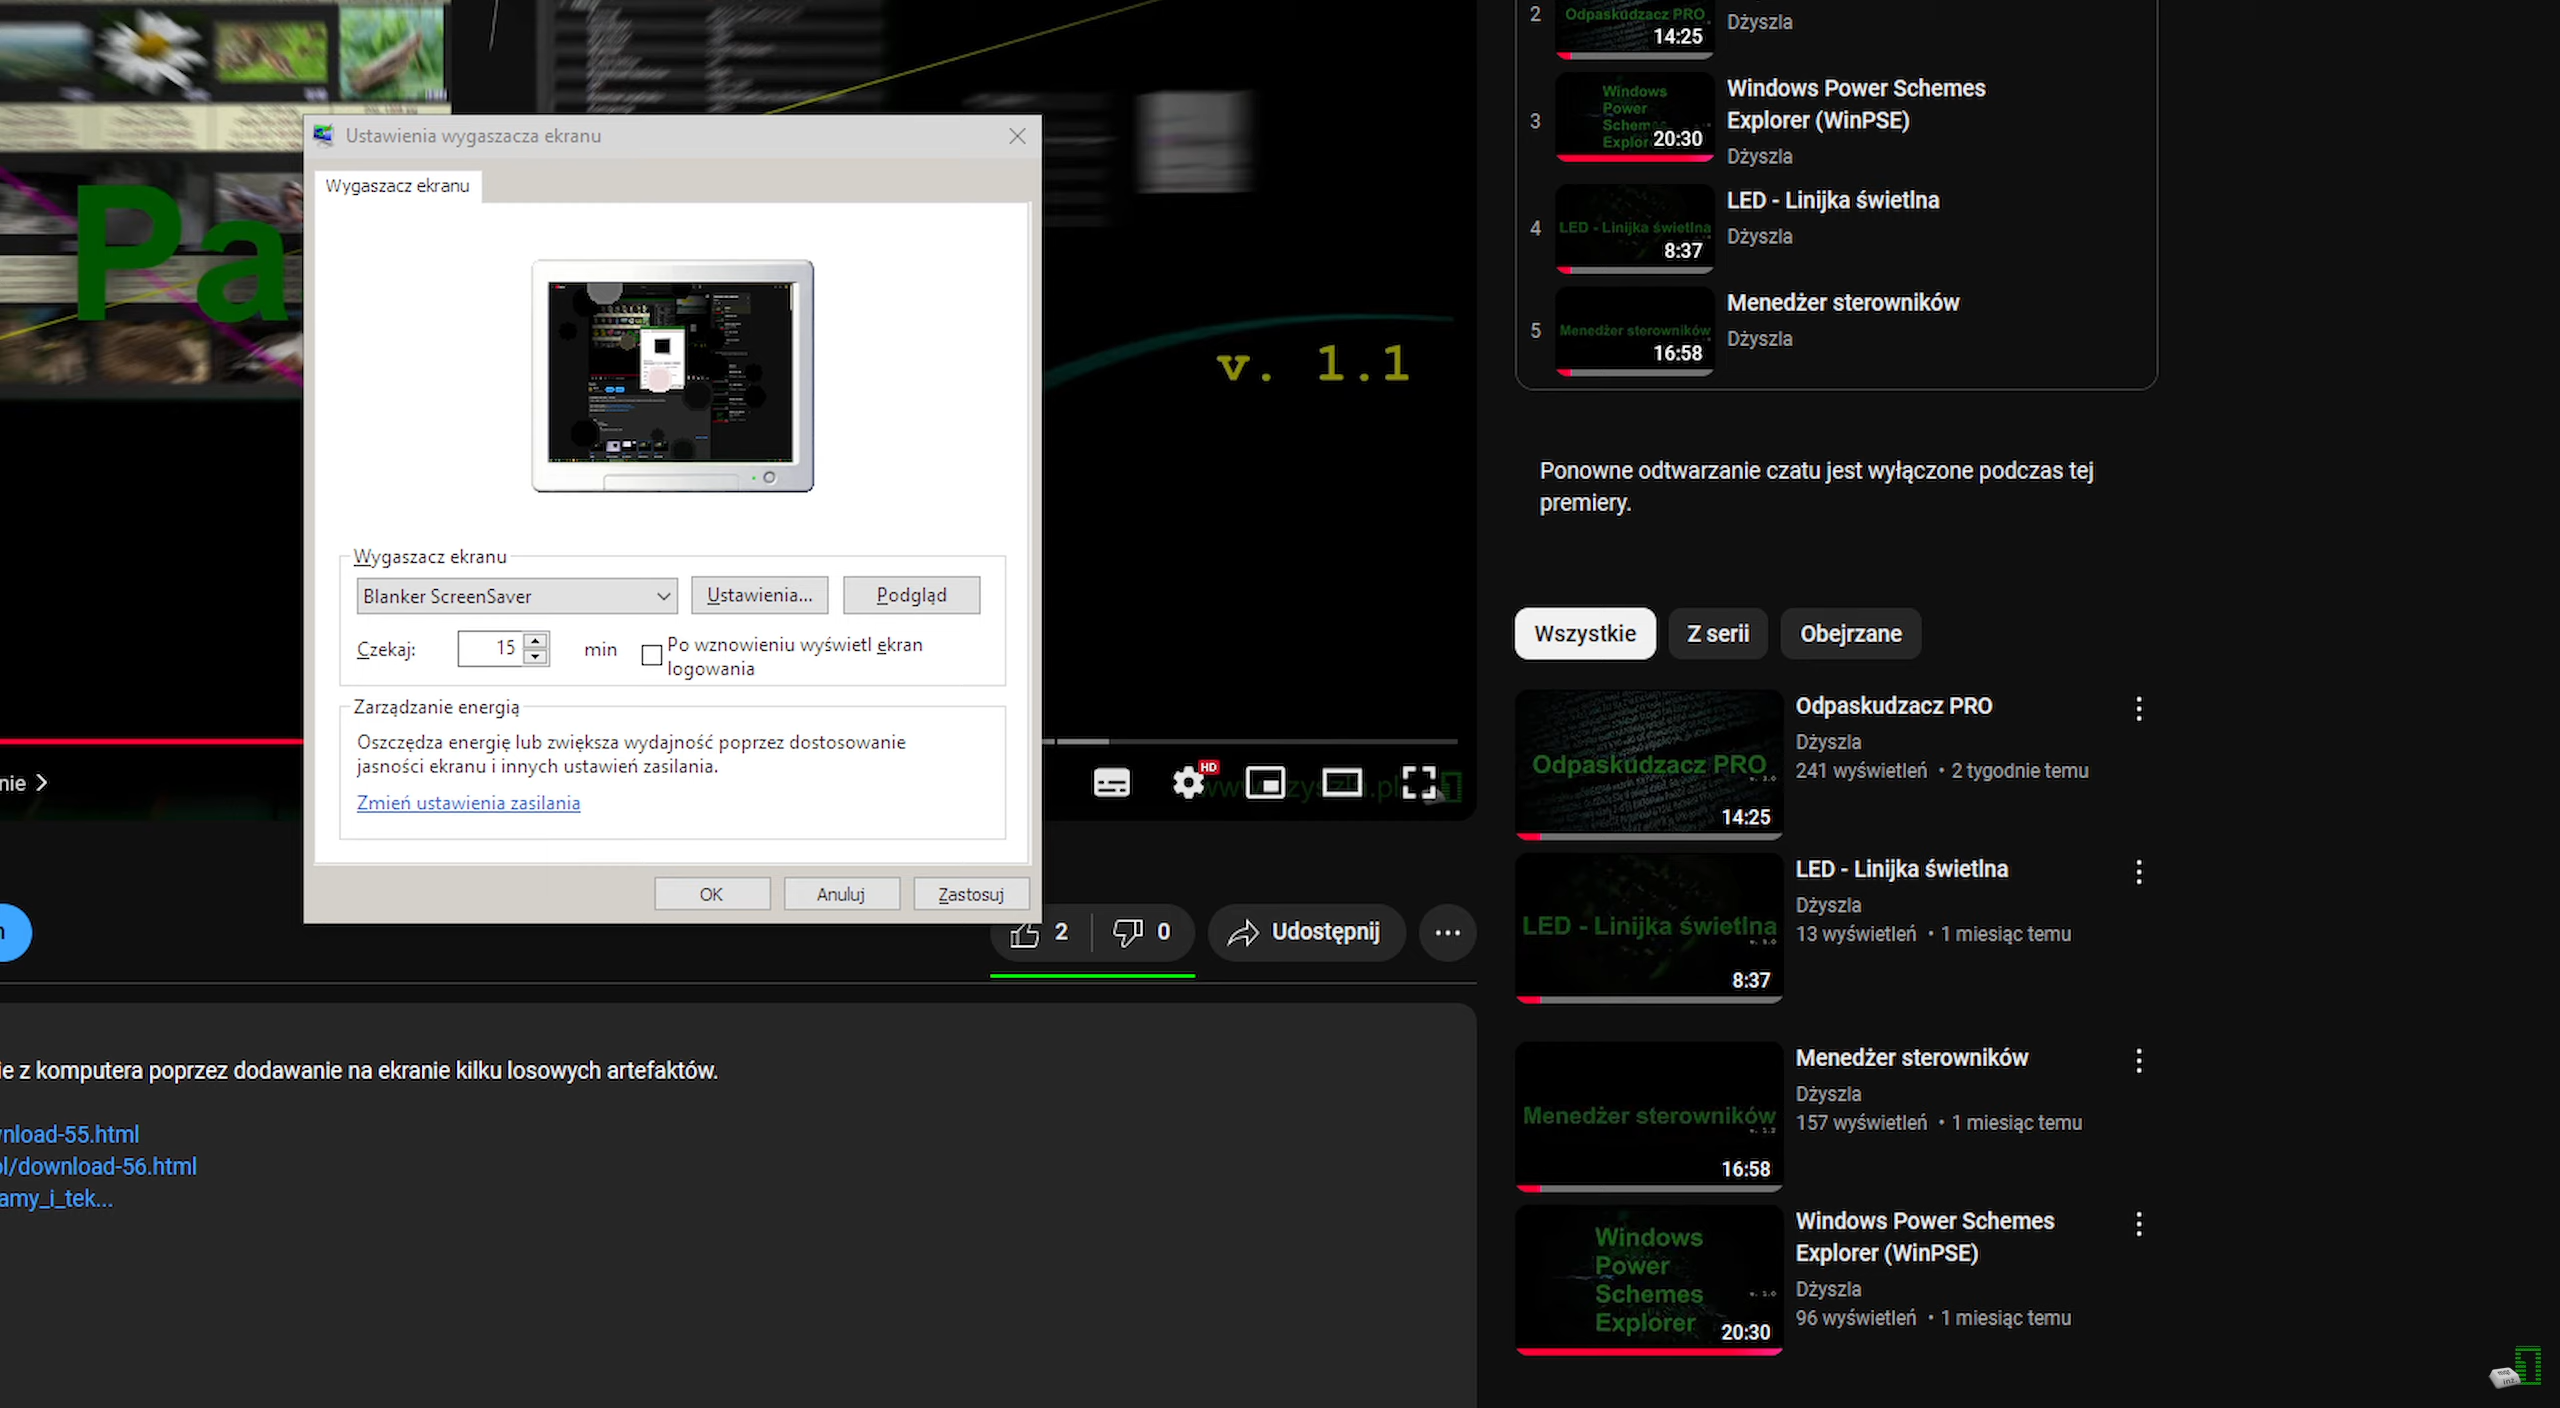 Pa
v. 1.1
Ustawienia wygaszacza ekranu
Wygaszacz ekranu
Wygaszacz ekranu
Blanker ScreenSaver
Ustawienia...
Podgląd
Czekaj:
15
min
Po wznowieniu wyświetl ekran
logowania
Zarządzanie energią
Oszczędza energię lub zwiększa wydajność poprzez dostosowanie
jasności ekranu i innych ustawień zasilania.
Zmień ustawienia zasilania
OK
Anuluj
Zastosuj
nie
HD
2
0
Udostępnij
ie z komputera poprzez dodawanie na ekranie kilku losowych artefaktów.
nload-55.html
l/download-56.html
amy_i_tek...
2
Odpaskudzacz PRO
14:25
Dżyszla
3
Windows
Power
Schem
Explor
20:30
Windows Power Schemes
Explorer (WinPSE)
Dżyszla
4
LED - Linijka świetlna
8:37
LED - Linijka świetlna
Dżyszla
5
Menedżer sterowników
16:58
Menedżer sterowników
Dżyszla
Ponowne odtwarzanie czatu jest wyłączone podczas tej
premiery.
Wszystkie
Z serii
Obejrzane
Odpaskudzacz PRO
14:25
Odpaskudzacz PRO
Dżyszla
241 wyświetleń • 2 tygodnie temu
LED - Linijka świetlna
8:37
LED - Linijka świetlna
Dżyszla
13 wyświetleń • 1 miesiąc temu
Menedżer sterowników
16:58
Menedżer sterowników
Dżyszla
157 wyświetleń • 1 miesiąc temu
Windows
Power
Schemes
Explorer
20:30
Windows Power Schemes
Explorer (WinPSE)
Dżyszla
96 wyświetleń • 1 miesiąc temu